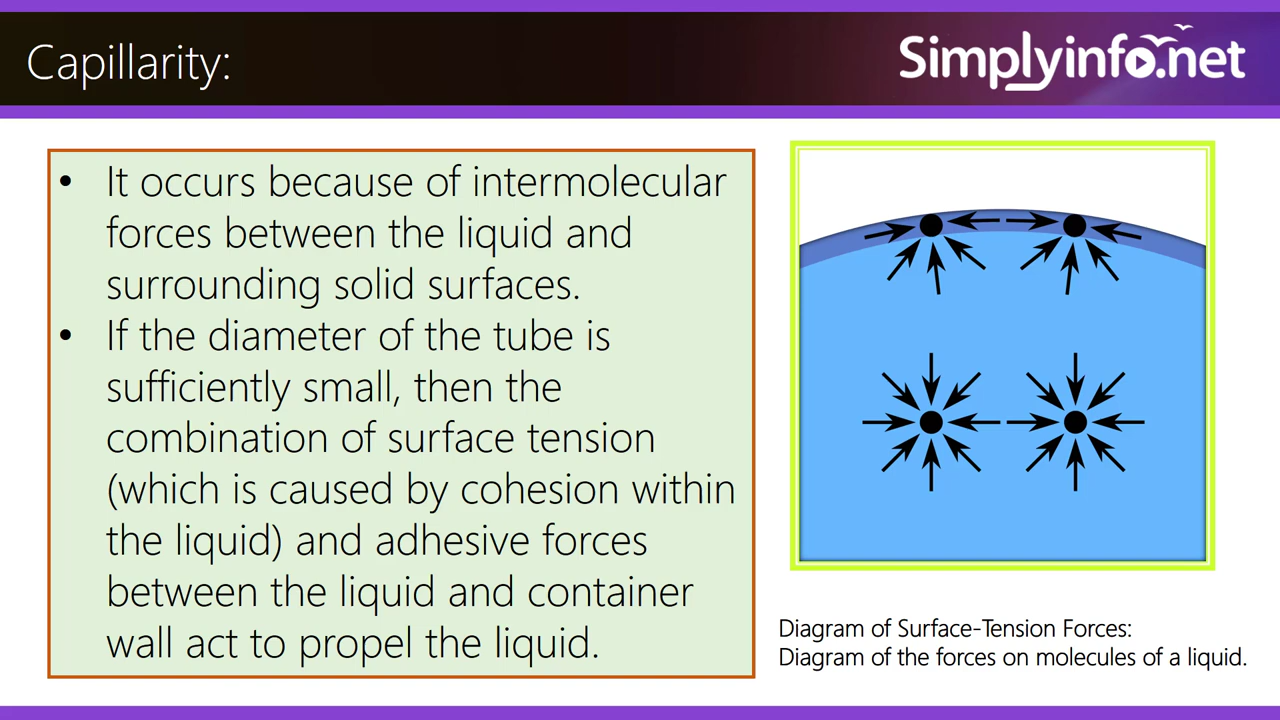 Capillarity:
Simplyinfo.net
• It occurs because of intermolecular
forces between the liquid and
surrounding solid surfaces.
• If the diameter of the tube is
sufficiently small, then the
combination of surface tension
(which is caused by cohesion within
the liquid) and adhesive forces
between the liquid and container
wall act to propel the liquid.
Diagram of Surface-Tension Forces:
Diagram of the forces on molecules of a liquid.